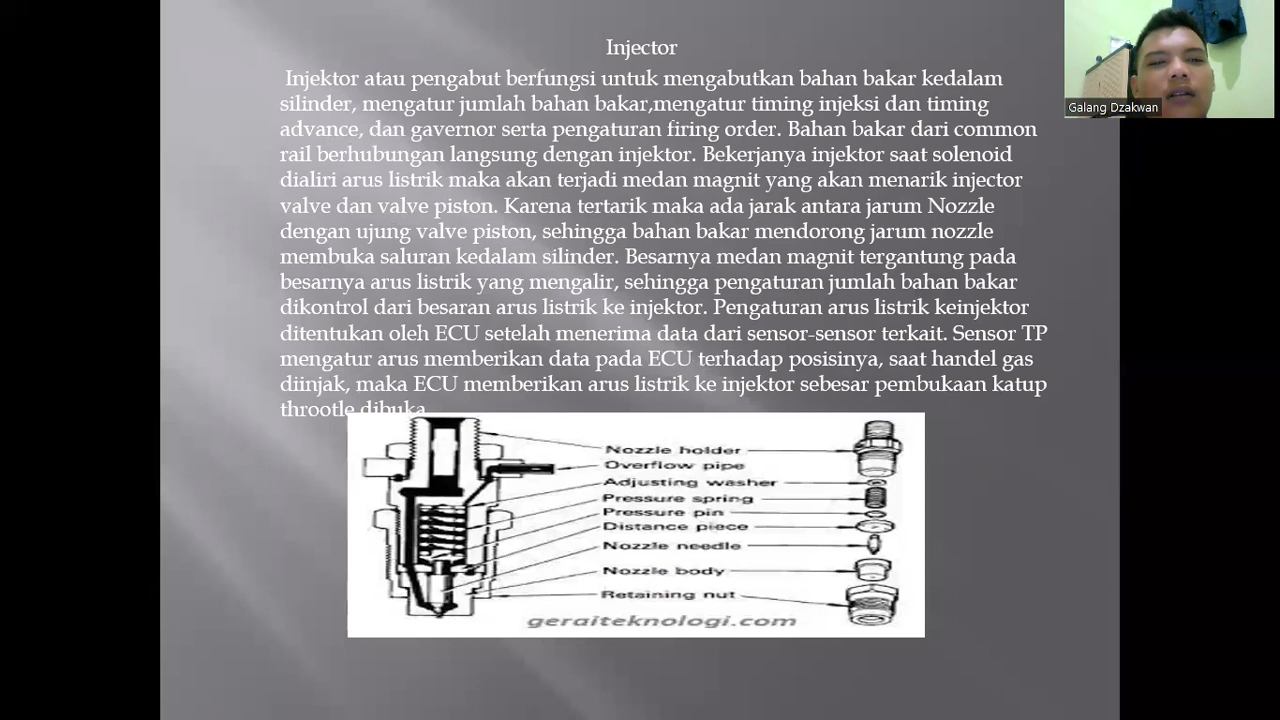 Injector
Injektor atau pengabut berfungsi untuk mengabutkan bahan bakar kedalam
silinder, mengatur jumlah bahan bakar,mengatur timing injeksi dan timing
advance, dan gavernor serta pengaturan firing order. Bahan bakar dari common
rail berhubungan langsung dengan injektor. Bekerjanya injektor saat solenoid
dialiri arus listrik maka akan terjadi medan magnit yang akan menarik injector
valve dan valve piston. Karena tertarik maka ada jarak antara jarum Nozzle
dengan ujung valve piston, sehingga bahan bakar mendorong jarum nozzle
membuka saluran kedalam silinder. Besarnya medan magnit tergantung pada
besarnya arus listrik yang mengalir, sehingga pengaturan jumlah bahan bakar
dikontrol dari besaran arus listrik ke injektor. Pengaturan arus listrik keinjektor
ditentukan oleh ECU setelah menerima data dari sensor-sensor terkait. Sensor TP
mengatur arus memberikan data pada ECU terhadap posisinya, saat handel gas
diinjak, maka ECU memberikan arus listrik ke injektor sebesar pembukaan katup
throotle dibuka
Galang Dzakwan
Nozzle holder
Overflow pipe
Adjusting washer
Pressure spring
Pressure pin
Distance piece
Nozzle needle
Nozzle body
Retaining nut
geraiteknologi.com